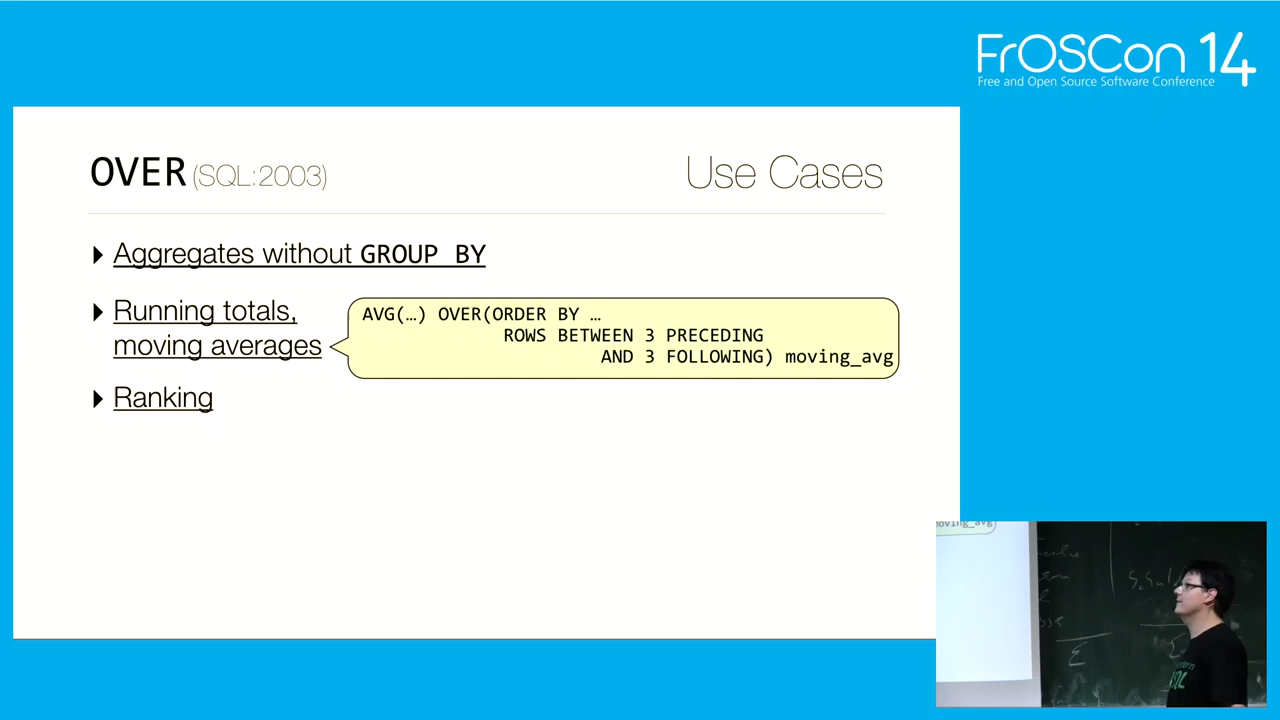 FrOSCon 14
Free and Open Source Software Conference
OVER (SQL:2003)
Use Cases
Aggregates without GROUP BY
Running totals,
moving averages
AVG(…) OVER(ORDER BY …
ROWS BETWEEN 3 PRECEDING
AND 3 FOLLOWING) moving_avg
Ranking
moving_avg